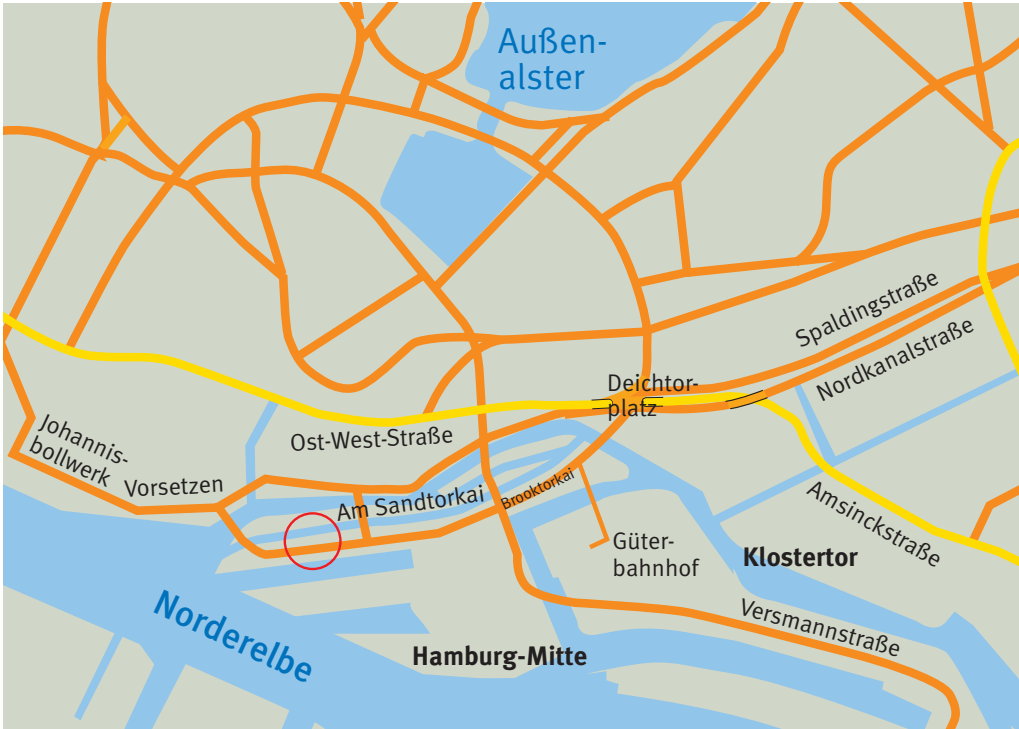 Außen-
alster
Spaldingstraße
Nordkanalstraße
Deichtor-
platz
Johannis-
bollwerk
Ost-West-Straße
Vorsetzen
Am Sandtorkai
Brooktorkai
Amsinckstraße
Güter-
bahnhof
Klostertor
Norderelbe
Versmannstraße
Hamburg-Mitte